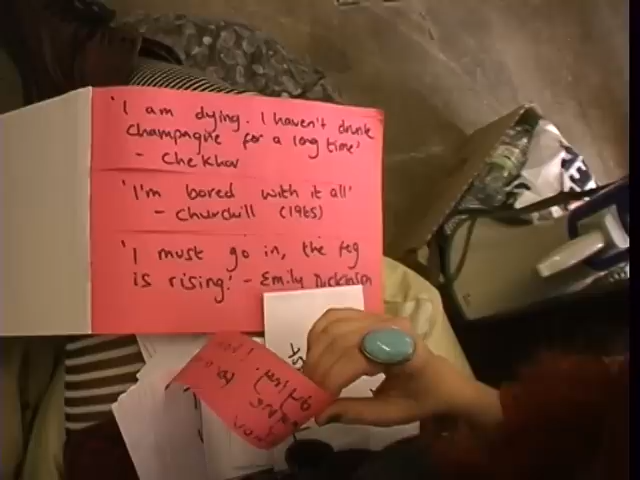 'I am dying. I haven't drunk
champagne for a long time'
- Chekhov
'I'm bored with it all'
- Churchill (1965)
'I must go in, the fog
is rising.' - Emily Dickinson